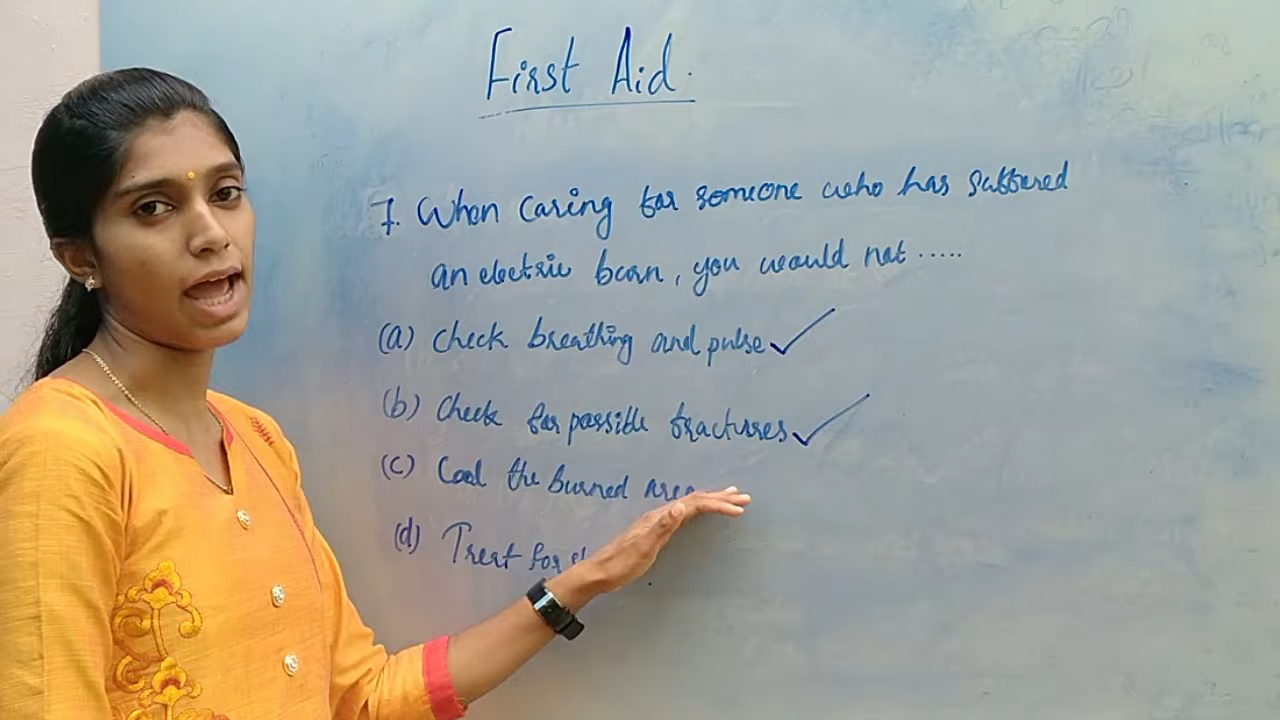 First Aid.
7. When caring for someone who has suffered
an electric burn, you would not .....
(a) Check breathing and pulse
(b) Check for possible fractures
(c) Cool the burned area
(d) Treat for